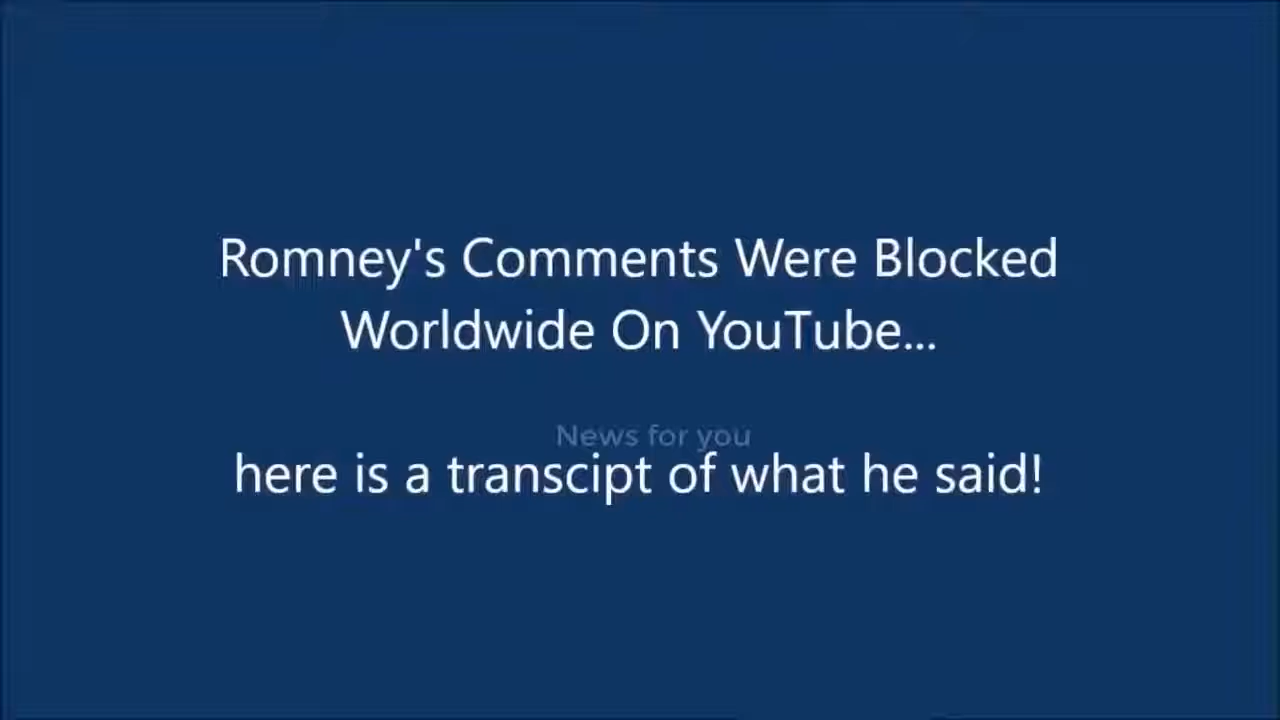 Romney's Comments Were Blocked
Worldwide On YouTube...
News for you
here is a transcipt of what he said!